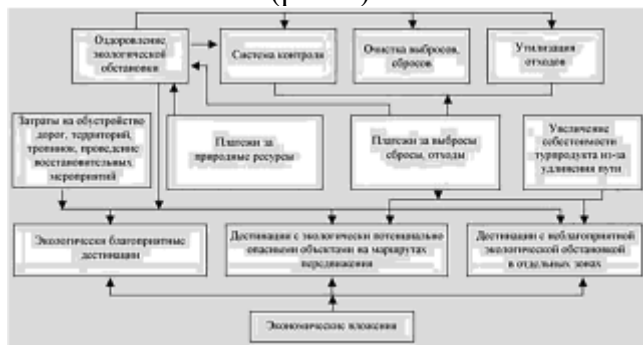 Оздоровление
экологической
обстановки
Система контроля
Очистка выбросов,
сбросов
Утилизация
отходов
Затраты на обустройство
дорог, территорий,
тропинок, проведение
восстановительных
мероприятий
Платежи за
природные ресурсы
Платежи за выбросы
сбросы, отходы
Увеличение
себестоимости
турпродукта из-за
удлинения пути
Экологически благоприятные
дестинации
Дестинации с экологически потенциально
опасными объектами на маршрутах
передвижения
Дестинации с неблагоприятной
экологической обстановкой
в отдельных зонах
Экономические вложения